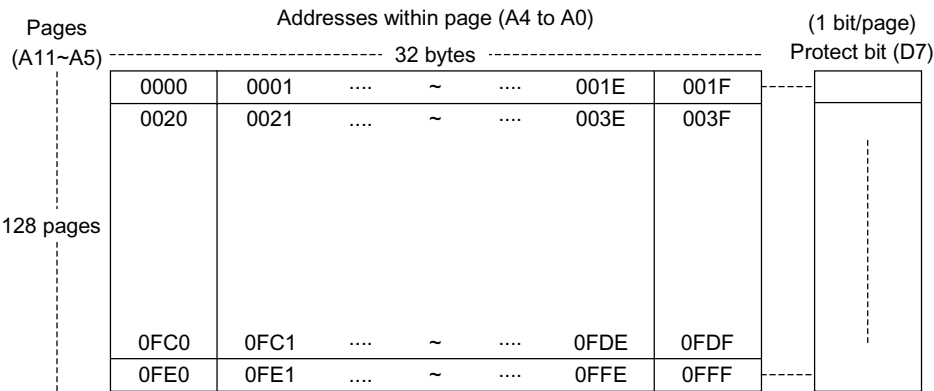 Addresses within page (A4 to A0)
(1 bit/page)
Pages
(A11~A5)
32 bytes
Protect bit (D7)
0000 0001 .... ~ .... 001E 001F
0020 0021 .... ~ .... 003E 003F
128 pages
0FC0 0FC1 .... ~ .... 0FDE 0FDF
0FE0 0FE1 .... ~ .... 0FFE 0FFF